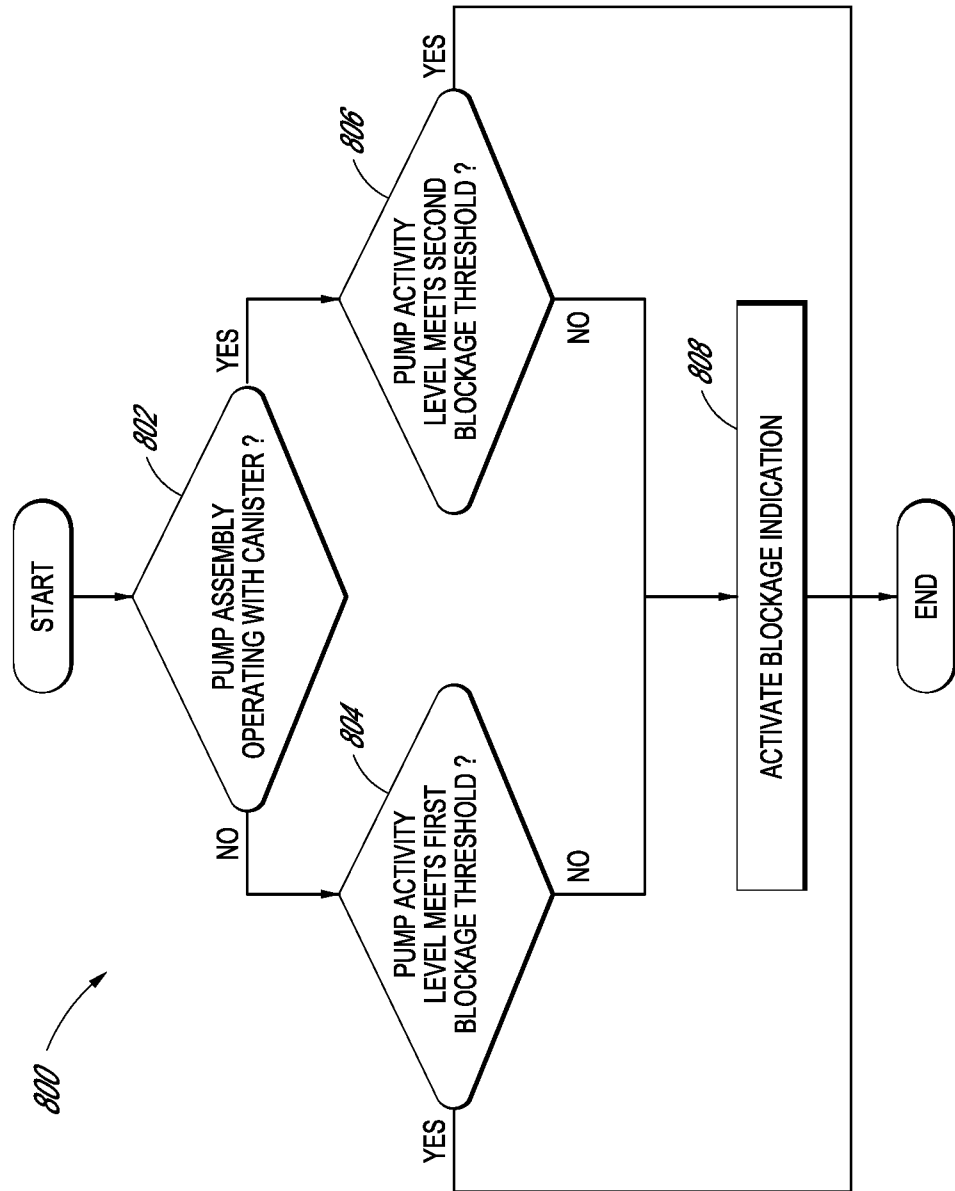 800
START
802
PUMP ASSEMBLY
OPERATING WITH CANISTER ?
NO
YES
804
PUMP ACTIVITY
LEVEL MEETS FIRST
BLOCKAGE THRESHOLD ?
YES
NO
806
PUMP ACTIVITY
LEVEL MEETS SECOND
BLOCKAGE THRESHOLD ?
YES
NO
808
ACTIVATE BLOCKAGE INDICATION
END